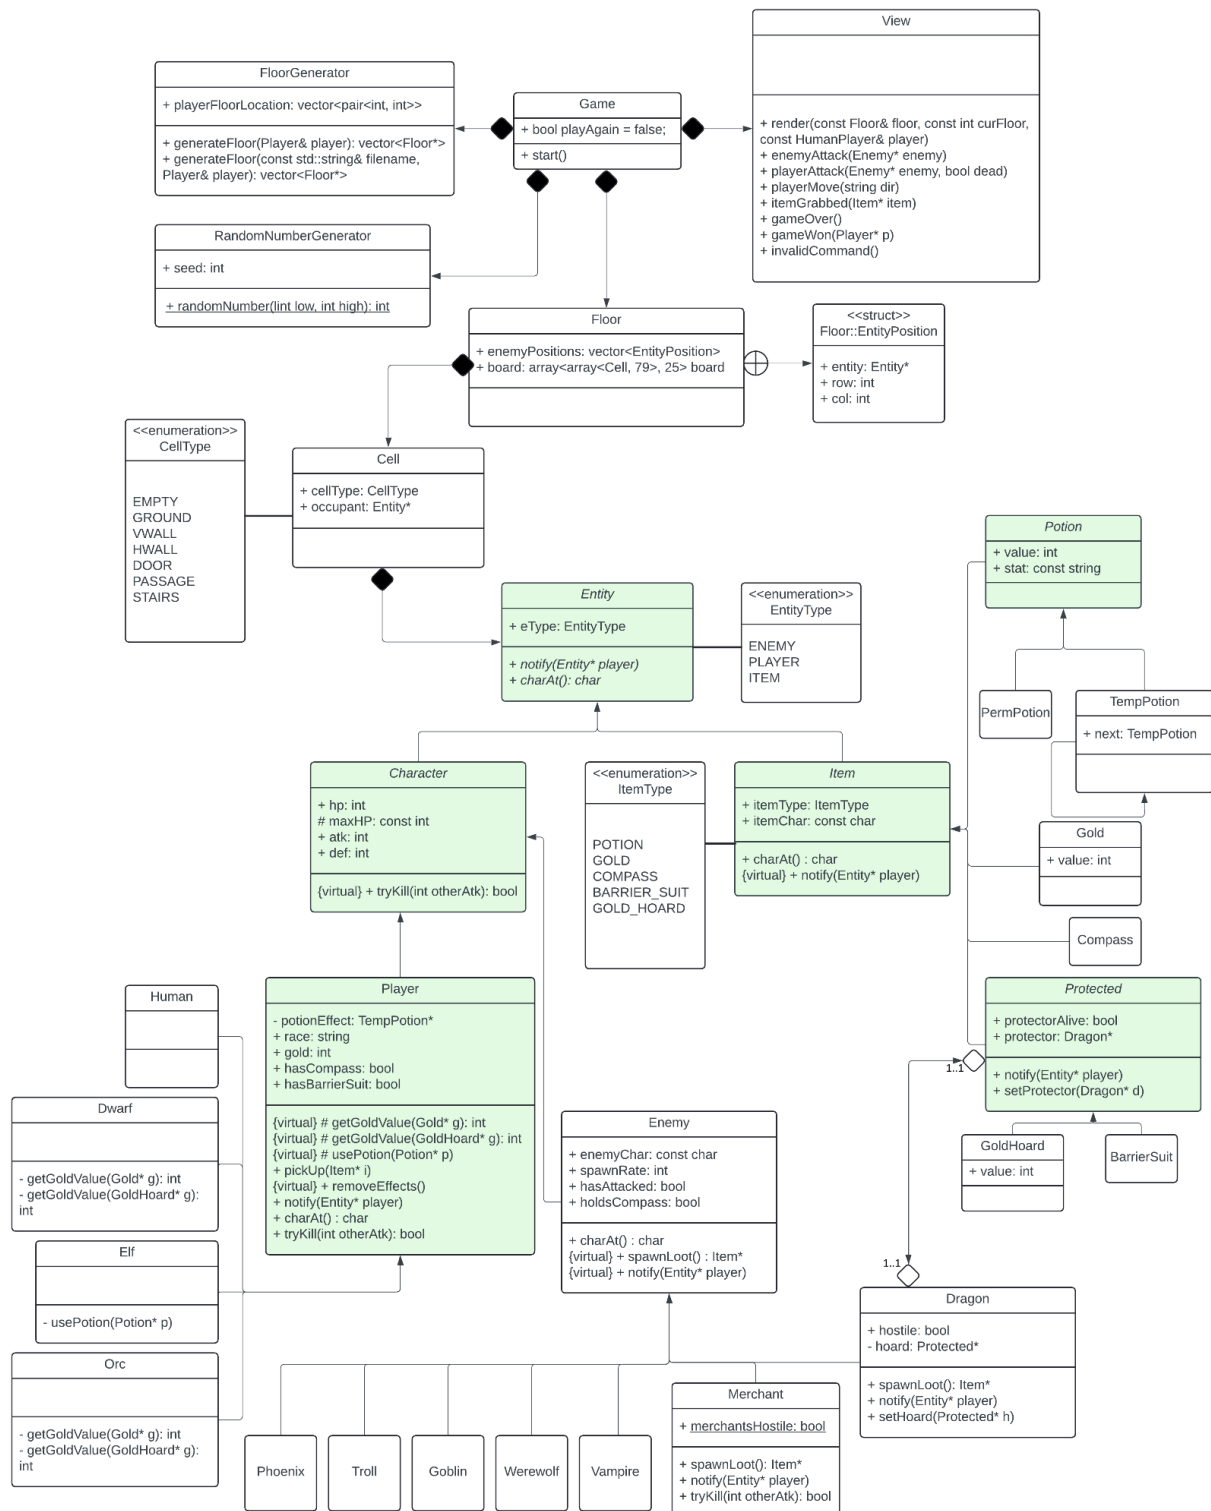 View
+ render(const Floor& floor, const int curFloor,
const HumanPlayer& player)
+ enemyAttack(Enemy* enemy)
+ playerAttack(Enemy* enemy, bool dead)
+ playerMove(string dir)
+ itemGrabbed(Item* item)
+ gameOver()
+ gameWon(Player* p)
+ invalidCommand()
FloorGenerator
+ playerFloorLocation: vector<pair<int, int>>
+ generateFloor(Player& player): vector<Floor*>
+ generateFloor(const std::string& filename,
Player& player): vector<Floor*>
Game
+ bool playAgain = false;
+ start()
RandomNumberGenerator
+ seed: int
+ randomNumber(lint low, int high): int
Floor
+ enemyPositions: vector<EntityPosition>
+ board: array<array<Cell, 79>, 25> board
<<struct>>
Floor::EntityPosition
+ entity: Entity*
+ row: int
+ col: int
<<enumeration>>
CellType
EMPTY
GROUND
VWALL
HWALL
DOOR
PASSAGE
STAIRS
Cell
+ cellType: CellType
+ occupant: Entity*
Potion
+ value: int
+ stat: const string
Entity
+ eType: EntityType
+ notify(Entity* player)
+ charAt(): char
<<enumeration>>
EntityType
ENEMY
PLAYER
ITEM
PermPotion
TempPotion
+ next: TempPotion
Character
+ hp: int
# maxHP: const int
+ atk: int
+ def: int
{virtual} + tryKill(int otherAtk): bool
<<enumeration>>
ItemType
POTION
GOLD
COMPASS
BARRIER_SUIT
GOLD_HOARD
Item
+ itemType: ItemType
+ itemChar: const char
+ charAt() : char
{virtual} + notify(Entity* player)
Gold
+ value: int
Compass
Human
Player
- potionEffect: TempPotion*
+ race: string
+ gold: int
+ hasCompass: bool
+ hasBarrierSuit: bool
{virtual} # getGoldValue(Gold* g): int
{virtual} # getGoldValue(GoldHoard* g): int
{virtual} # usePotion(Potion* p)
+ pickUp(Item* i)
{virtual} + removeEffects()
+ notify(Entity* player)
+ charAt() : char
+ tryKill(int otherAtk): bool
Protected
+ protectorAlive: bool
+ protector: Dragon*
+ notify(Entity* player)
+ setProtector(Dragon* d)
1..1
Dwarf
- getGoldValue(Gold* g): int
- getGoldValue(GoldHoard* g):
int
Enemy
+ enemyChar: const char
+ spawnRate: int
+ hasAttacked: bool
+ holdsCompass: bool
+ charAt() : char
{virtual} + spawnLoot() : Item*
{virtual} + notify(Entity* player)
GoldHoard
+ value: int
BarrierSuit
Elf
- usePotion(Potion* p)
1..1
Dragon
+ hostile: bool
- hoard: Protected*
+ spawnLoot(): Item*
+ notify(Entity* player)
+ setHoard(Protected* h)
Orc
- getGoldValue(Gold* g): int
- getGoldValue(GoldHoard* g):
int
Phoenix
Troll
Goblin
Werewolf
Vampire
Merchant
+ merchantsHostile: bool
+ spawnLoot(): Item*
+ notify(Entity* player)
+ tryKill(int otherAtk): bool